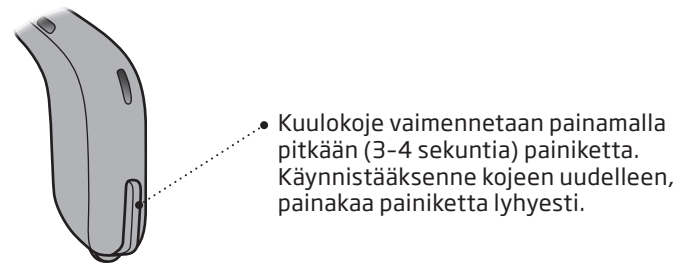 • Kuulokoje vaimennetaan painamalla
pitkään (3–4 sekuntia) painiketta.
Käynnistääksenne kojeen uudelleen,
painakaa painiketta lyhyesti.